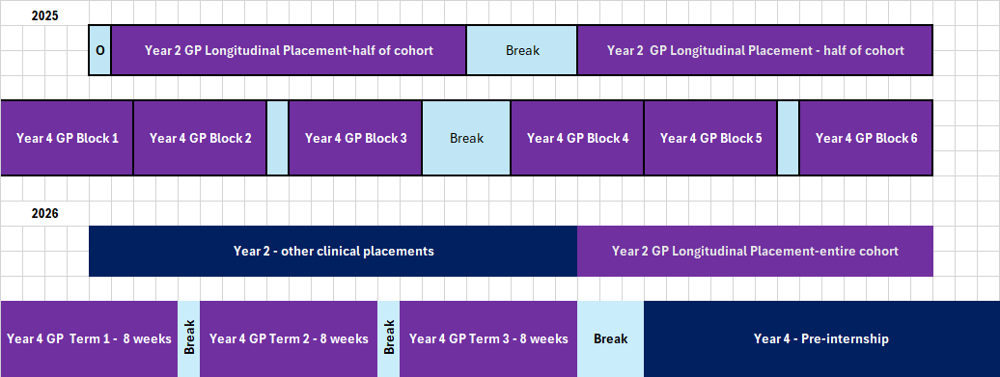 2025
O
Year 2 GP Longitudinal Placement-half of cohort
Break
Year 2 GP Longitudinal Placement - half of cohort
Year 4 GP Block 1
Year 4 GP Block 2
Year 4 GP Block 3
Break
Year 4 GP Block 4
Year 4 GP Block 5
Year 4 GP Block 6
2026
Year 2 - other clinical placements
Year 2 GP Longitudinal Placement-entire cohort
Year 4 GP Term 1 - 8 weeks
Break
Year 4 GP Term 2 - 8 weeks
Break
Year 4 GP Term 3 - 8 weeks
Break
Year 4 - Pre-internship